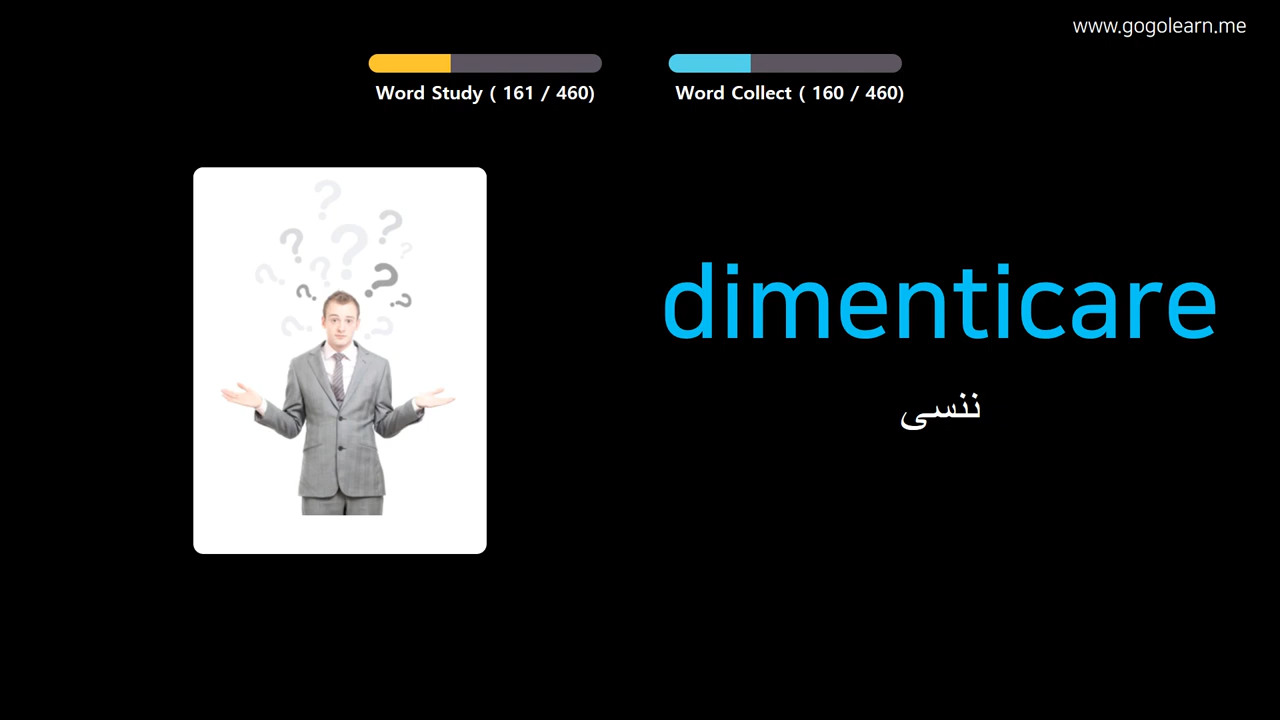 www.gogolearn.me
Word Study ( 161 / 460)
Word Collect ( 160 / 460)
dimenticare
ننسى